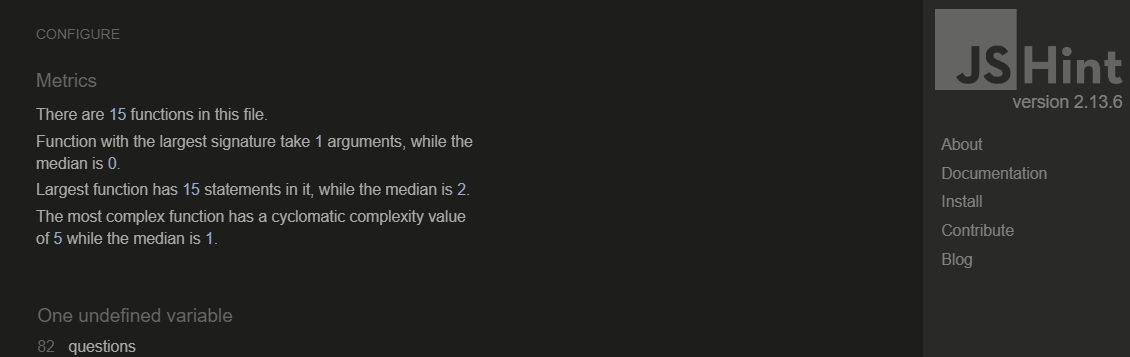 CONFIGURE
Metrics
There are 15 functions in this file.
Function with the largest signature take 1 arguments, while the
median is 0.
Largest function has 15 statements in it, while the median is 2.
The most complex function has a cyclomatic complexity value
of 5 while the median is 1.
One undefined variable
82 questions
JSHint
version 2.13.6
About
Documentation
Install
Contribute
Blog